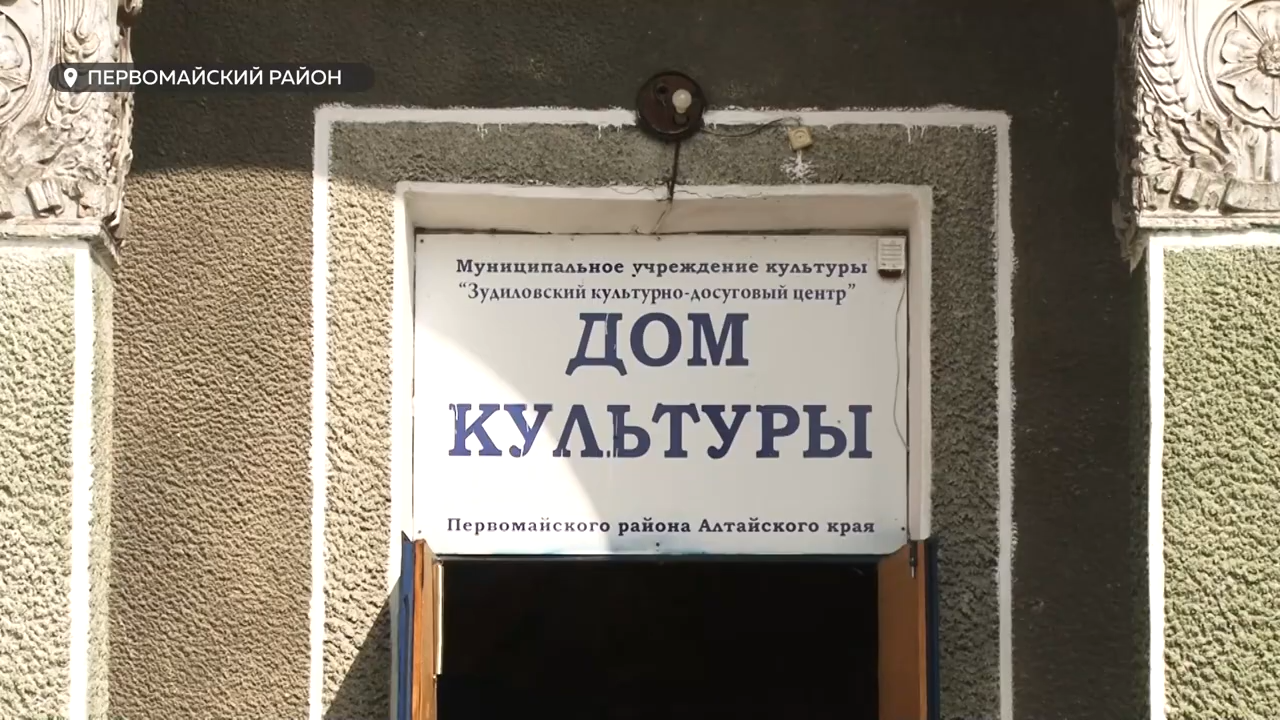 ПЕРВОМАЙСКИЙ РАЙОН
Муниципальное учреждение культуры
“Зудиловский культурно-досуговый центр”
ДОМ
КУЛЬТУРЫ
Первомайского района Алтайского края